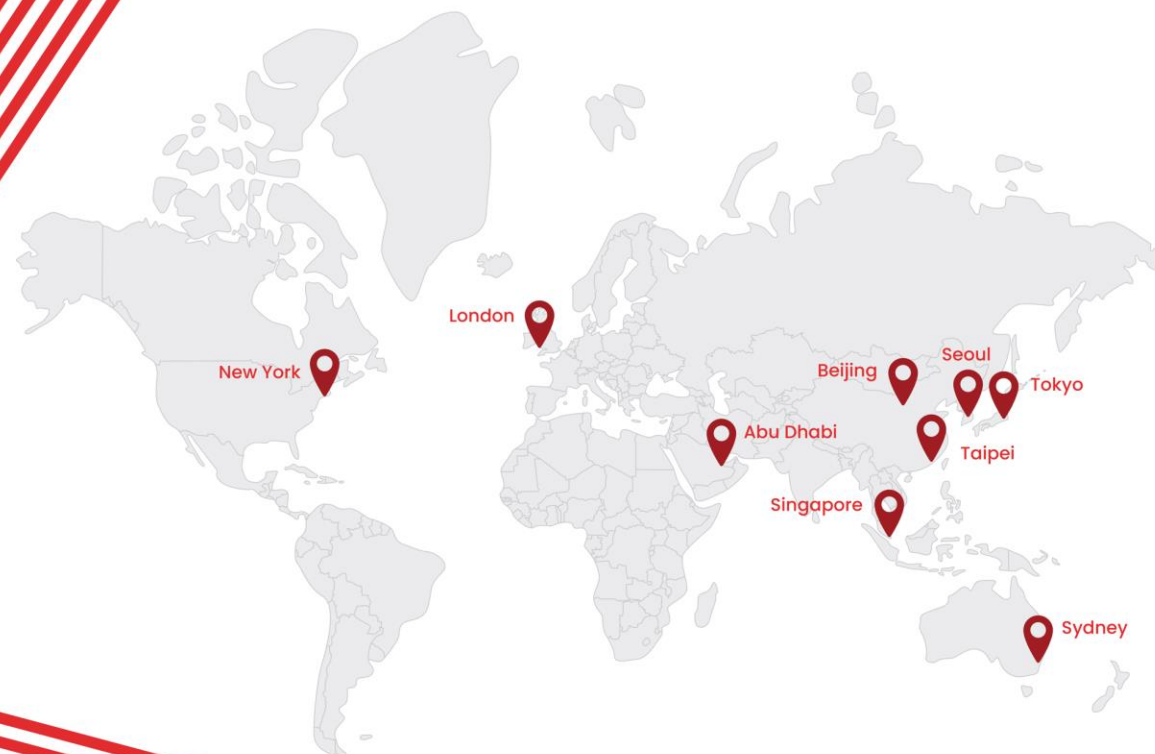 London
New York
Seoul
Beijing
Tokyo
Abu Dhabi
Taipei
Singapore
Sydney